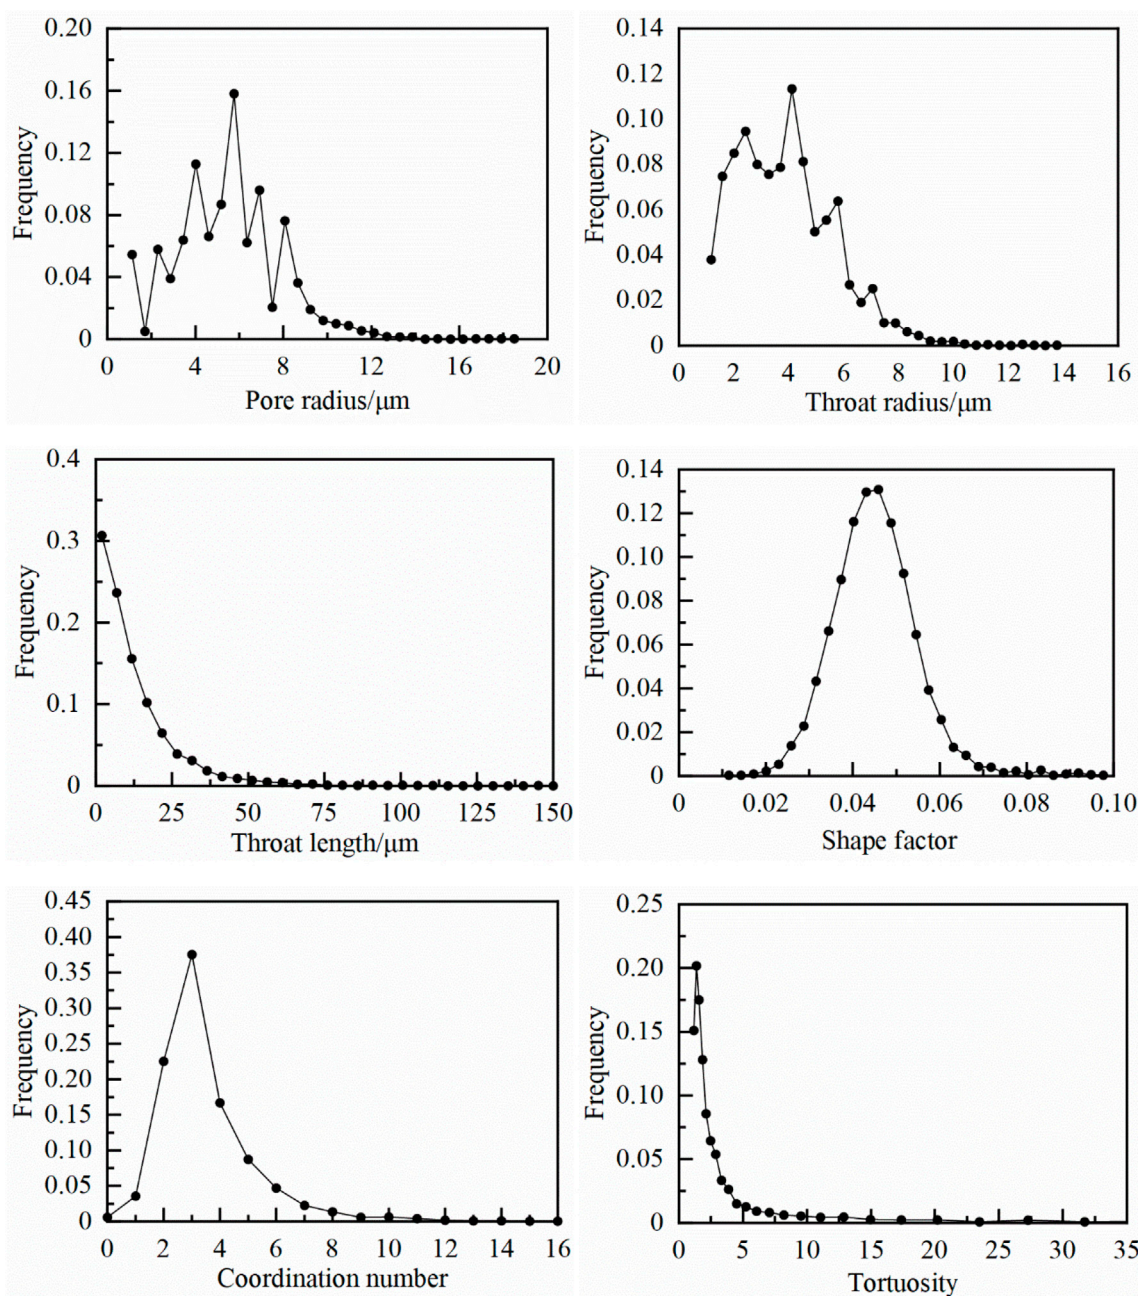 0.20
0.16
0.12
0.08
0.04
0
Frequency
0 4 8 12 16 20
Pore radius/μm
0.14
0.12
0.10
0.08
0.06
0.04
0.02
0
Frequency
0 2 4 6 8 10 12 14 16
Throat radius/μm
0.4
0.3
0.2
0.1
0
Frequency
0 25 50 75 100 125 150
Throat length/μm
0.14
0.12
0.10
0.08
0.06
0.04
0.02
0
Frequency
0 0.02 0.04 0.06 0.08 0.10
Shape factor
0.45
0.40
0.35
0.30
0.25
0.20
0.15
0.10
0.05
0
Frequency
0 2 4 6 8 10 12 14 16
Coordination number
0.25
0.20
0.15
0.10
0.05
0
Frequency
0 5 10 15 20 25 30 35
Tortuosity